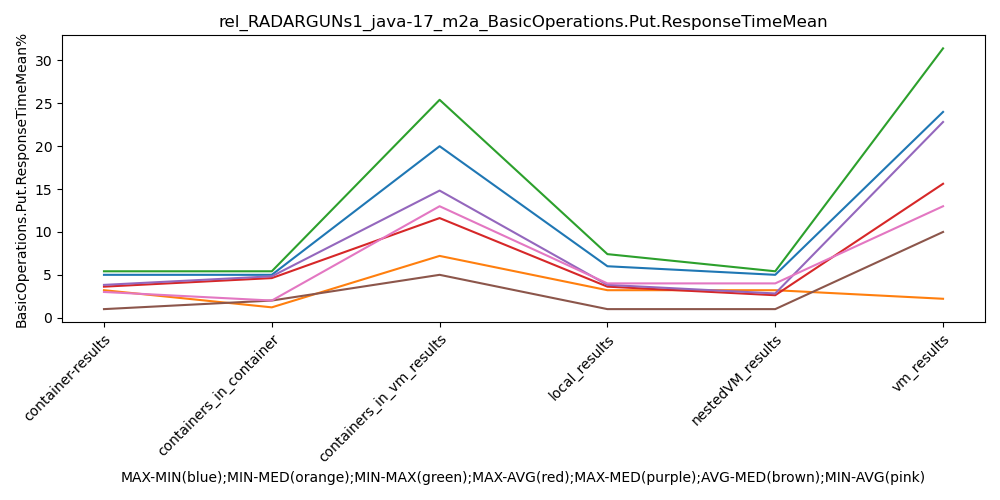 rel_RADARGUNs1_java-17_m2a_BasicOperations.Put.ResponseTimeMean
BasicOperations.Put.ResponseTimeMean%
30
25
20
15
10
5
0
container-results
containers_in_container
containers_in_vm_results
local_results
nestedVM_results
vm_results
MAX-MIN(blue);MIN-MED(orange);MIN-MAX(green);MAX-AVG(red);MAX-MED(purple);AVG-MED(brown);MIN-AVG(pink)